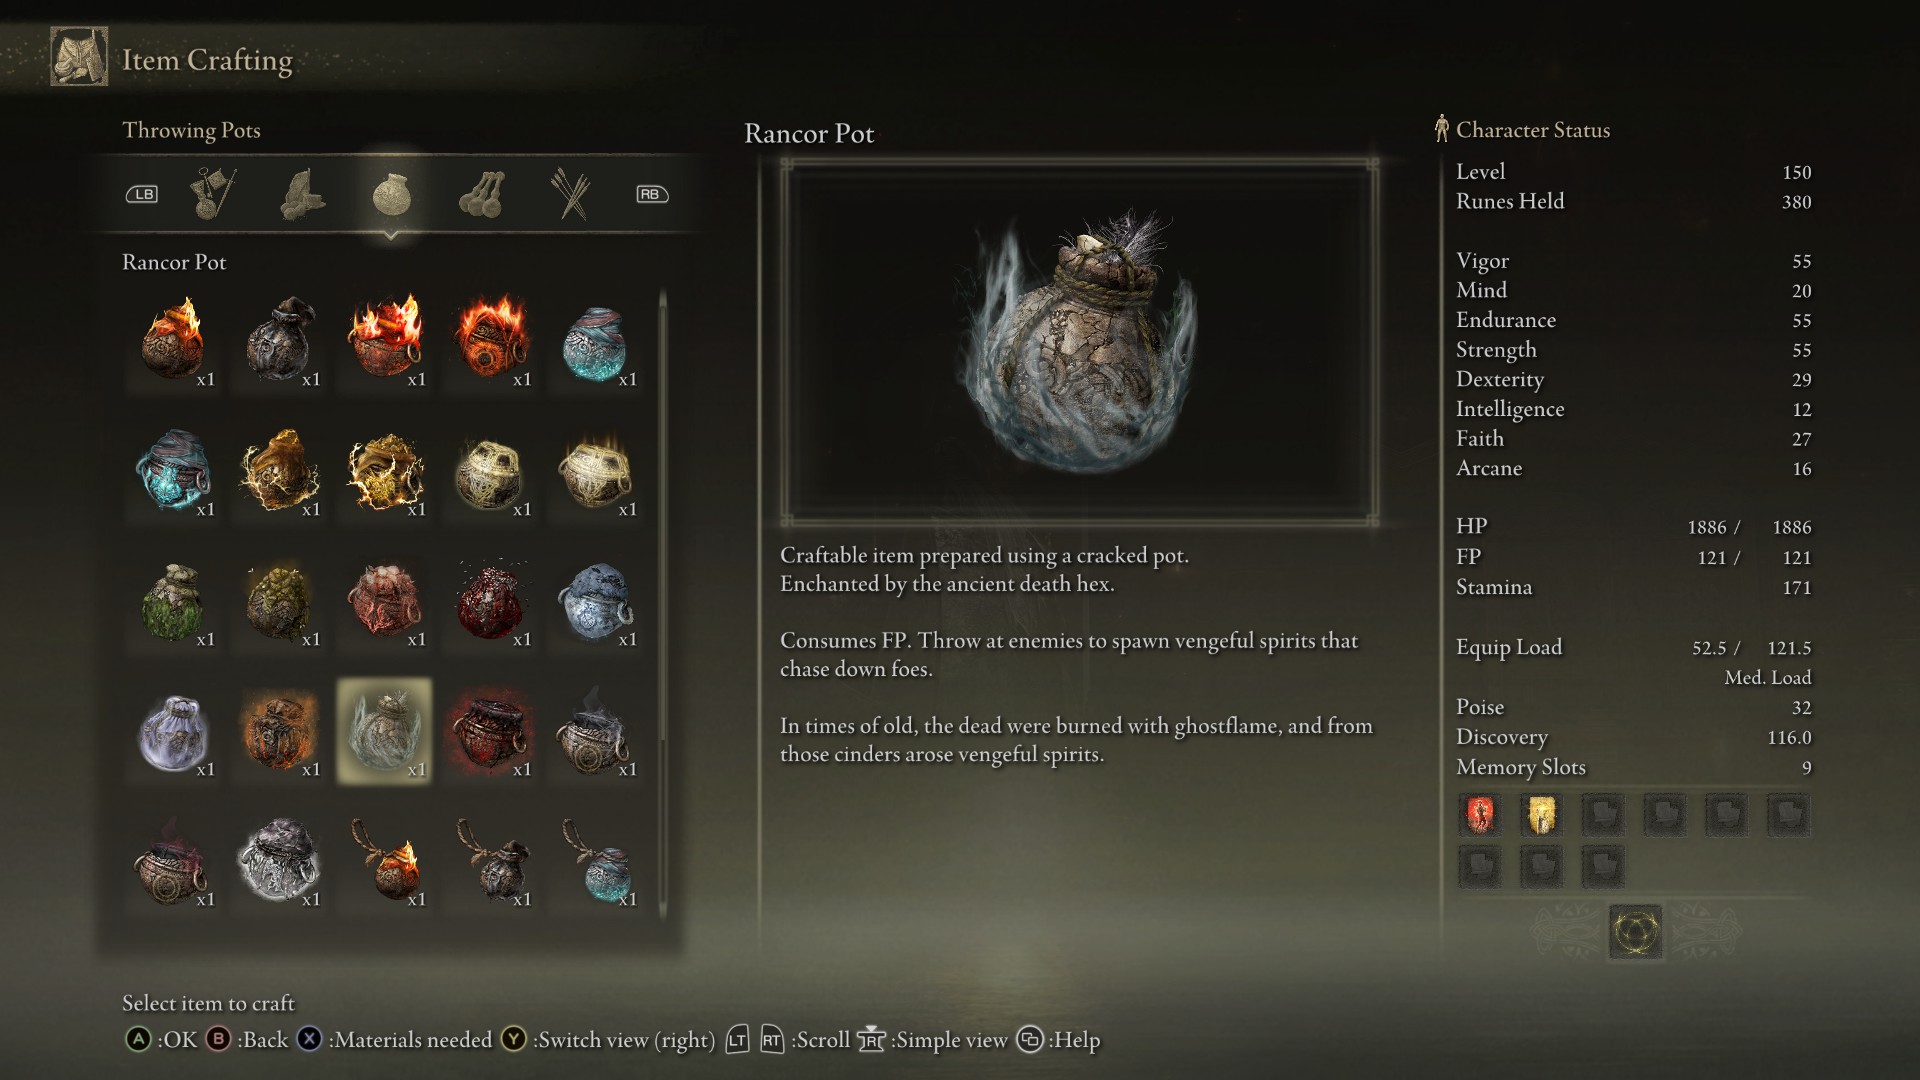 Item Crafting
Throwing Pots
LB
RB
Rancor Pot
x1 x1 x1 x1 x1
x1 x1 x1 x1 x1
x1 x1 x1 x1 x1
x1 x1 x1 x1 x1
x1 x1 x1 x1 x1
Rancor Pot
Craftable item prepared using a cracked pot.
Enchanted by the ancient death hex.
Consumes FP. Throw at enemies to spawn vengeful spirits that
chase down foes.
In times of old, the dead were burned with ghostflame, and from
those cinders arose vengeful spirits.
Character Status
Level 150
Runes Held 380
Vigor 55
Mind 20
Endurance 55
Strength 55
Dexterity 29
Intelligence 12
Faith 27
Arcane 16
HP 1886 / 1886
FP 121 / 121
Stamina 171
Equip Load 52.5 / 121.5
Med. Load
Poise 32
Discovery 116.0
Memory Slots 9
Select item to craft
A :OK B :Back X :Materials needed Y :Switch view (right) LT RT :Scroll R :Simple view :Help